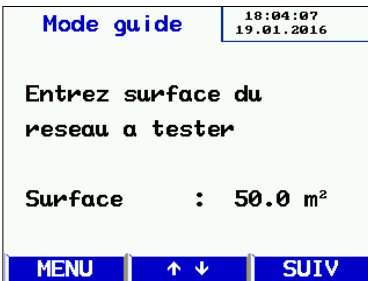 Mode guide
18:04:07
19.01.2016
Entrez surface du
reseau a tester
Surface : 50.0 m²
MENU ↑ ↓ SUIV